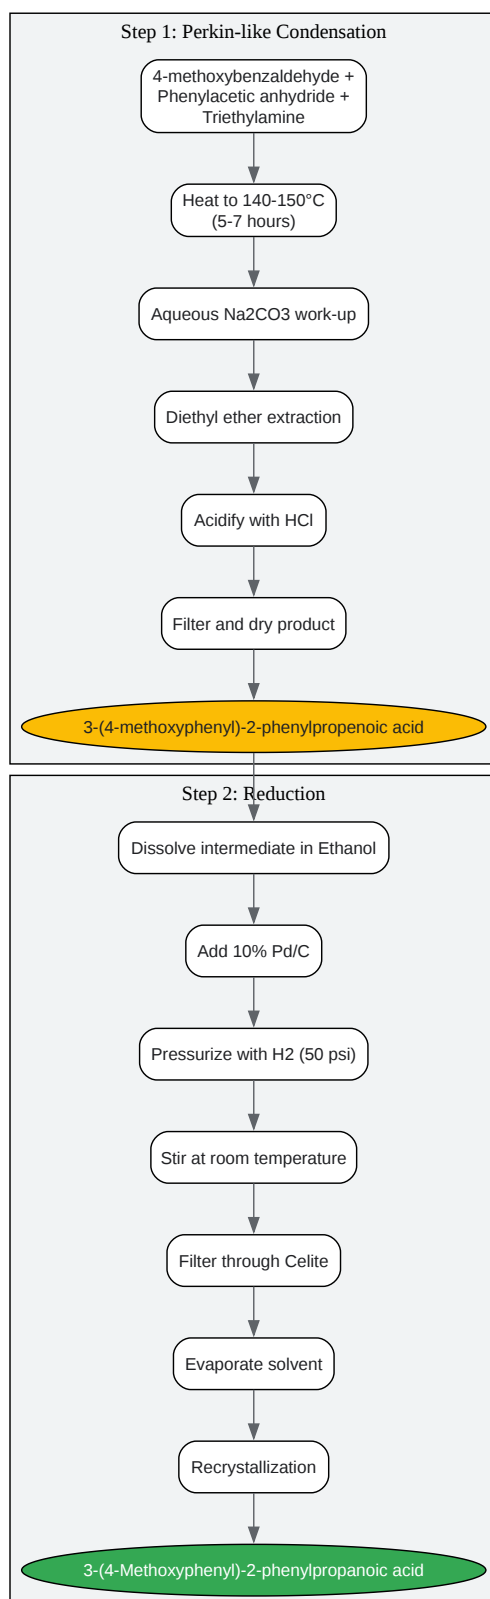 Step 1: Perkin-like Condensation
4-methoxybenzaldehyde +
Phenylacetic anhydride +
Triethylamine
Heat to 140-150°C
(5-7 hours)
Aqueous Na2CO3 work-up
Diethyl ether extraction
Acidify with HCl
Filter and dry product
3-(4-methoxyphenyl)-2-phenylpropenoic acid
Step 2: Reduction
Dissolve intermediate in Ethanol
Add 10% Pd/C
Pressurize with H2 (50 psi)
Stir at room temperature
Filter through Celite
Evaporate solvent
Recrystallization
3-(4-Methoxyphenyl)-2-phenylpropanoic acid